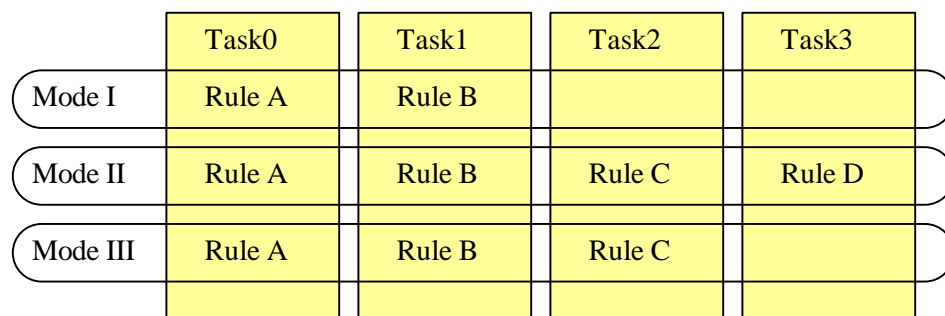 Task0 Task1 Task2 Task3
Mode I Rule A Rule B
Mode II Rule A Rule B Rule C Rule D
Mode III Rule A Rule B Rule C